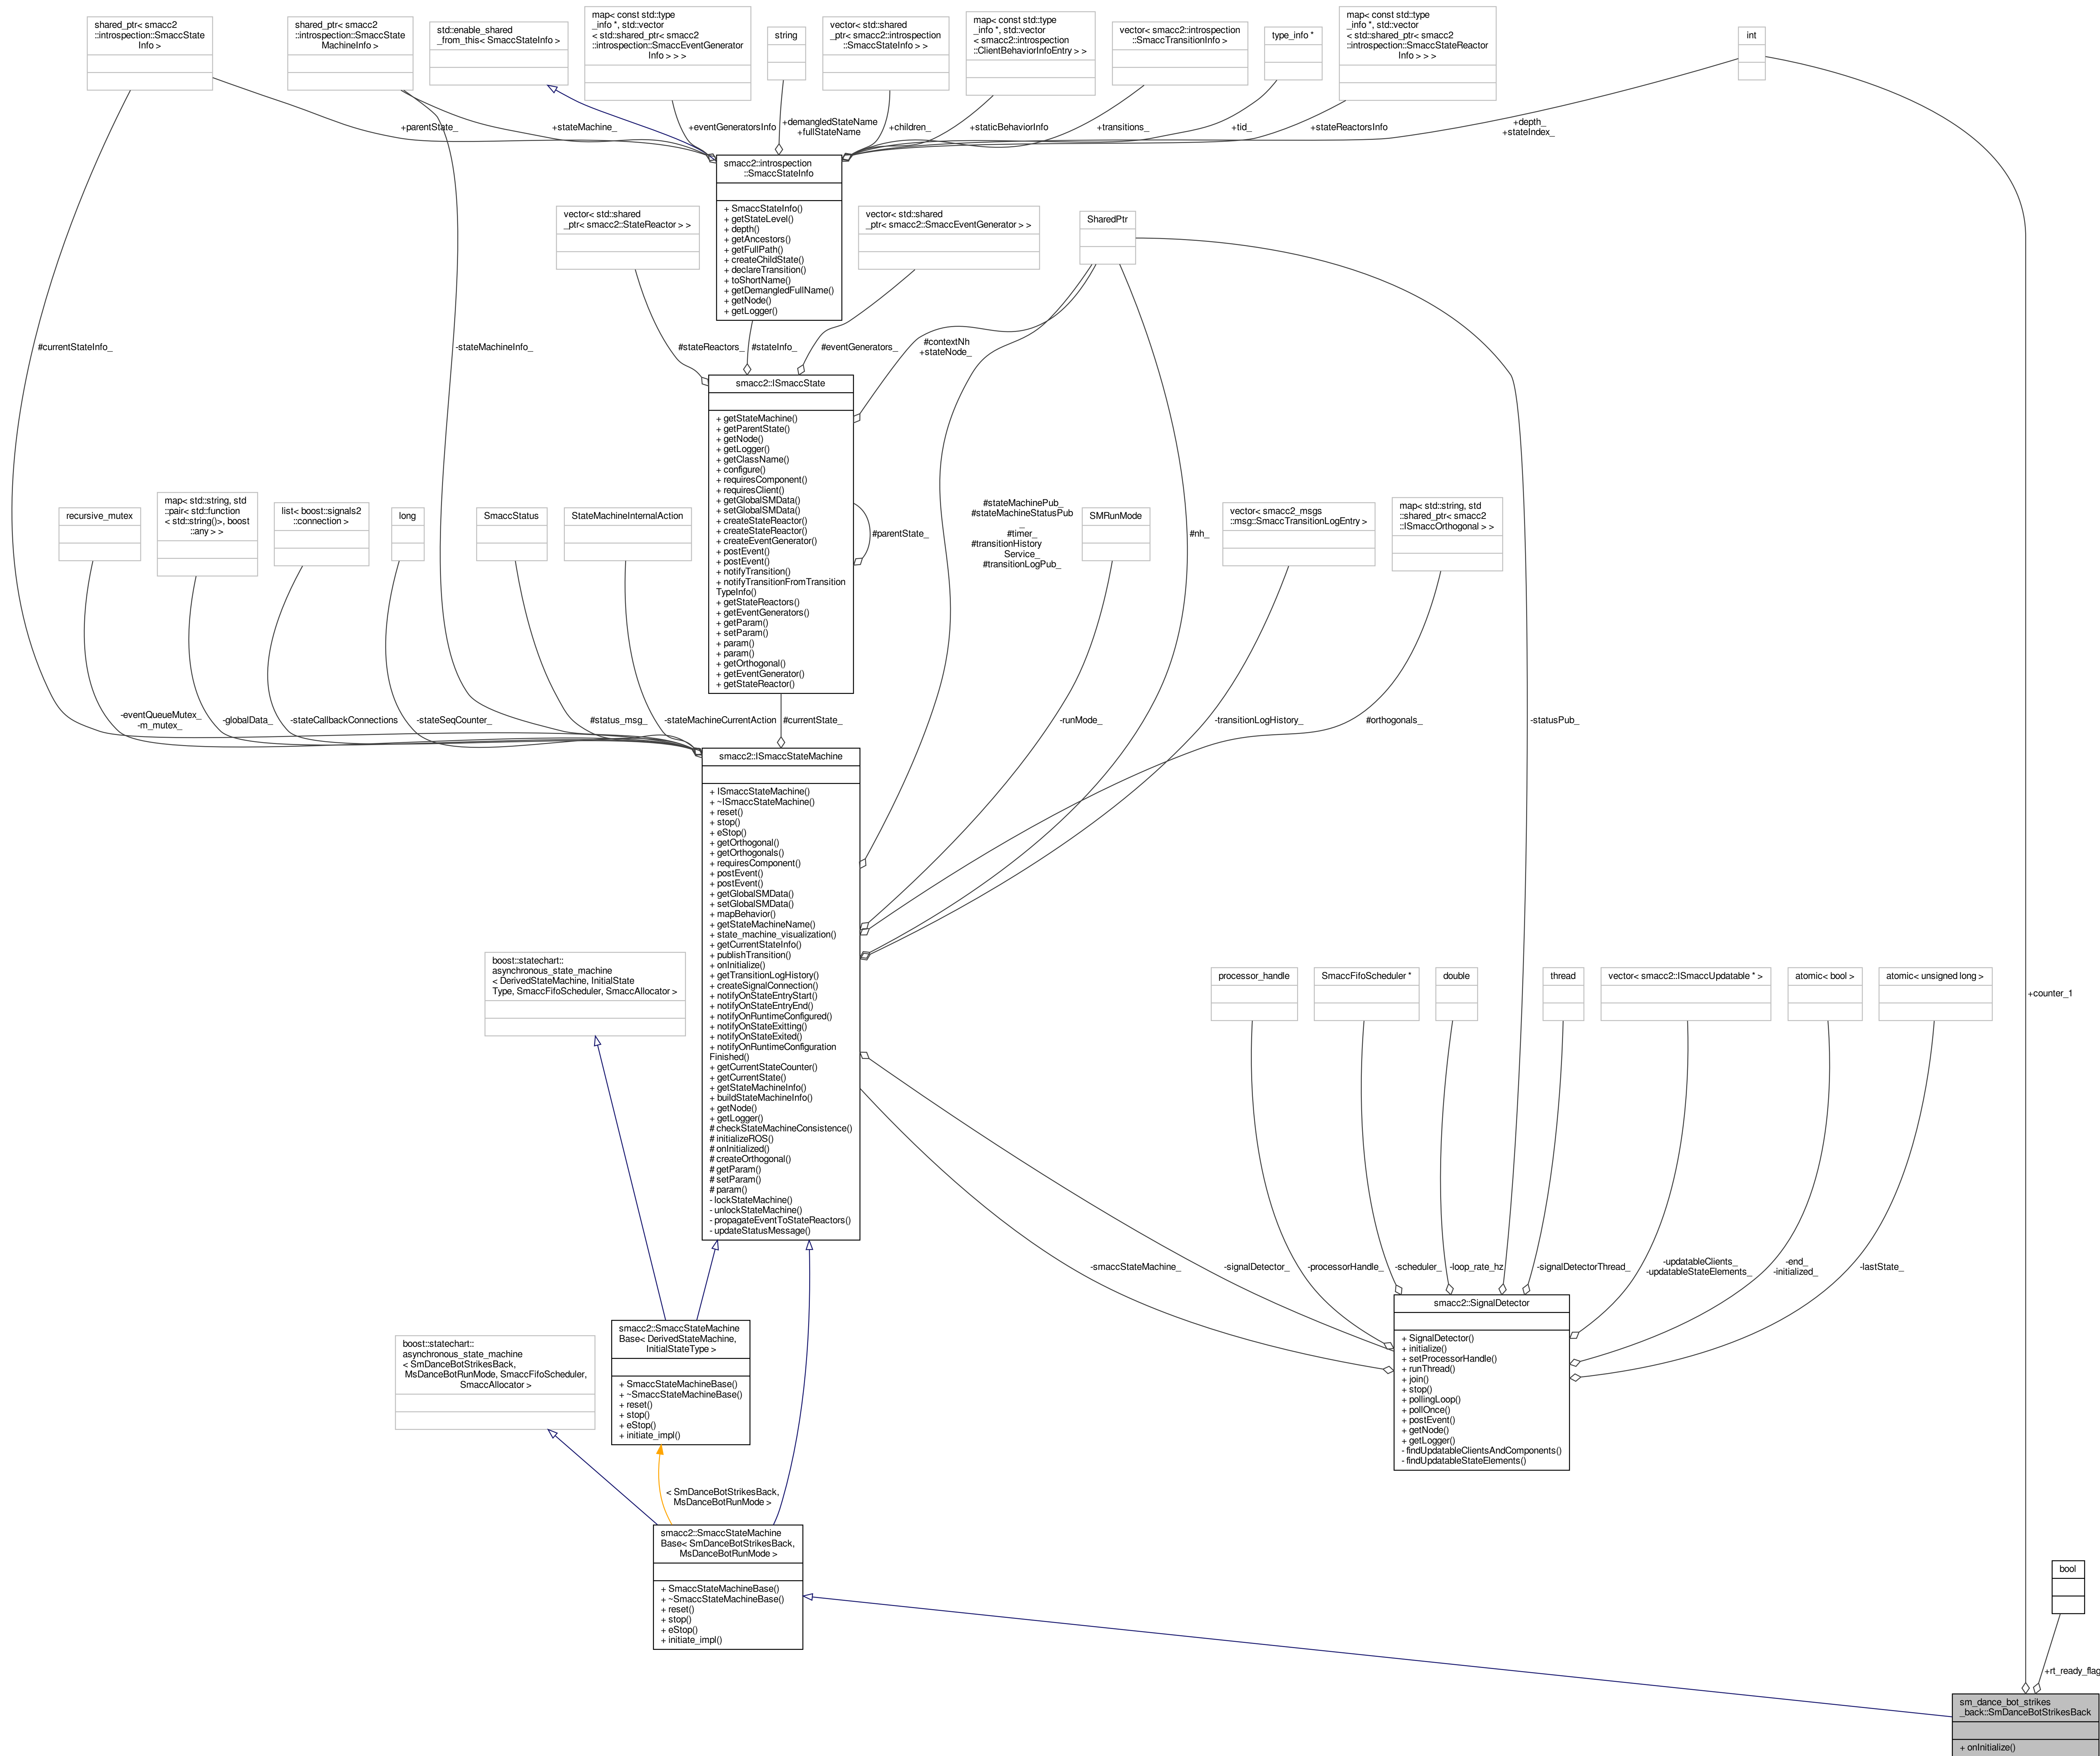 shared_ptr< smacc2
::introspection::SmaccState
Info >
shared_ptr< smacc2
::introspection::SmaccState
MachineInfo >
std::enable_shared
_from_this< SmaccStateInfo >
map< const std::type
_info *, std::vector
< std::shared_ptr< smacc2
::introspection::SmaccEventGenerator
Info > > >
string
vector< std::shared
_ptr< smacc2::introspection
::SmaccStateInfo > >
map< const std::type
_info *, std::vector
< smacc2::introspection
::ClientBehaviorInfoEntry > >
vector< smacc2::introspection
::SmaccTransitionInfo >
type_info *
map< const std::type
_info *, std::vector
< std::shared_ptr< smacc2
::introspection::SmaccStateReactor
Info > > >
int
+parentState_
+stateMachine_
+eventGeneratorsInfo
+demangledStateName
+fullStateName
+children_
+staticBehaviorInfo
+transitions_
+tid_
+stateReactorsInfo
+depth_
+stateIndex_
smacc2::introspection
::SmaccStateInfo
+ SmaccStateInfo()
+ getStateLevel()
+ depth()
+ getAncestors()
+ getFullPath()
+ createChildState()
+ declareTransition()
+ toShortName()
+ getDemangledFullName()
+ getNode()
+ getLogger()
vector< std::shared
_ptr< smacc2::StateReactor > >
vector< std::shared
_ptr< smacc2::SmaccEventGenerator > >
SharedPtr
#currentStateInfo_
-stateMachineInfo_
#stateReactors_
#stateInfo_
#eventGenerators_
#contextNh
+stateNode_
smacc2::ISmaccState
+ getStateMachine()
+ getParentState()
+ getNode()
+ getLogger()
+ getClassName()
+ configure()
+ requiresComponent()
+ requiresClient()
+ getGlobalSMData()
+ setGlobalSMData()
+ createStateReactor()
+ createStateReactor()
+ createEventGenerator()
+ postEvent()
+ postEvent()
+ notifyTransition()
+ notifyTransitionFromTransition
TypeInfo()
+ getStateReactors()
+ getEventGenerators()
+ getParam()
+ setParam()
+ param()
+ param()
+ getOrthogonal()
+ getEventGenerator()
+ getStateReactor()
#parentState_
recursive_mutex
map< std::string, std
::pair< std::function
< std::string()>, boost
::any > >
list< boost::signals2
::connection >
long
SmaccStatus
StateMachineInternalAction
#stateMachinePub_
#stateMachineStatusPub
_
#timer_
#transitionHistory
Service_
#transitionLogPub_
SMRunMode
#nh_
vector< smacc2_msgs
::msg::SmaccTransitionLogEntry >
map< std::string, std
::shared_ptr< smacc2
::ISmaccOrthogonal > >
-eventQueueMutex_
-m_mutex_
-globalData_
-stateCallbackConnections
-stateSeqCounter_
#status_msg_
-stateMachineCurrentAction
#currentState_
-runMode_
-transitionLogHistory_
#orthogonals_
-statusPub_
smacc2::ISmaccStateMachine
+ ISmaccStateMachine()
+ ~ISmaccStateMachine()
+ reset()
+ stop()
+ eStop()
+ getOrthogonal()
+ getOrthogonals()
+ requiresComponent()
+ postEvent()
+ postEvent()
+ getGlobalSMData()
+ setGlobalSMData()
+ mapBehavior()
+ getStateMachineName()
+ state_machine_visualization()
+ getCurrentStateInfo()
+ publishTransition()
+ onInitialize()
+ getTransitionLogHistory()
+ createSignalConnection()
+ notifyOnStateEntryStart()
+ notifyOnStateEntryEnd()
+ notifyOnRuntimeConfigured()
+ notifyOnStateExitting()
+ notifyOnStateExited()
+ notifyOnRuntimeConfiguration
Finished()
+ getCurrentStateCounter()
+ getCurrentState()
+ getStateMachineInfo()
+ buildStateMachineInfo()
+ getNode()
+ getLogger()
# checkStateMachineConsistence()
# initializeROS()
# onInitialized()
# createOrthogonal()
# getParam()
# setParam()
# param()
- lockStateMachine()
- unlockStateMachine()
- propagateEventToStateReactors()
- updateStatusMessage()
boost::statechart::
asynchronous_state_machine
< DerivedStateMachine, InitialState
Type, SmaccFifoScheduler, SmaccAllocator >
processor_handle
SmaccFifoScheduler *
double
thread
vector< smacc2::ISmaccUpdatable * >
atomic< bool >
atomic< unsigned long >
+counter_1
-smaccStateMachine_
-signalDetector_
-processorHandle_
-scheduler_
-loop_rate_hz
-signalDetectorThread_
-updatableClients_
-updatableStateElements_
-end_
-initialized_
-lastState_
smacc2::SignalDetector
+ SignalDetector()
+ initialize()
+ setProcessorHandle()
+ runThread()
+ join()
+ stop()
+ pollingLoop()
+ pollOnce()
+ postEvent()
+ getNode()
+ getLogger()
- findUpdatableClientsAndComponents()
- findUpdatableStateElements()
boost::statechart::
asynchronous_state_machine
< SmDanceBotStrikesBack,
MsDanceBotRunMode, SmaccFifoScheduler,
SmaccAllocator >
smacc2::SmaccStateMachine
Base< DerivedStateMachine,
InitialStateType >
+ SmaccStateMachineBase()
+ ~SmaccStateMachineBase()
+ reset()
+ stop()
+ eStop()
+ initiate_impl()
< SmDanceBotStrikesBack,
MsDanceBotRunMode >
smacc2::SmaccStateMachine
Base< SmDanceBotStrikesBack,
MsDanceBotRunMode >
+ SmaccStateMachineBase()
+ ~SmaccStateMachineBase()
+ reset()
+ stop()
+ eStop()
+ initiate_impl()
bool
+rt_ready_flag
sm_dance_bot_strikes
_back::SmDanceBotStrikesBack
+ onInitialize()